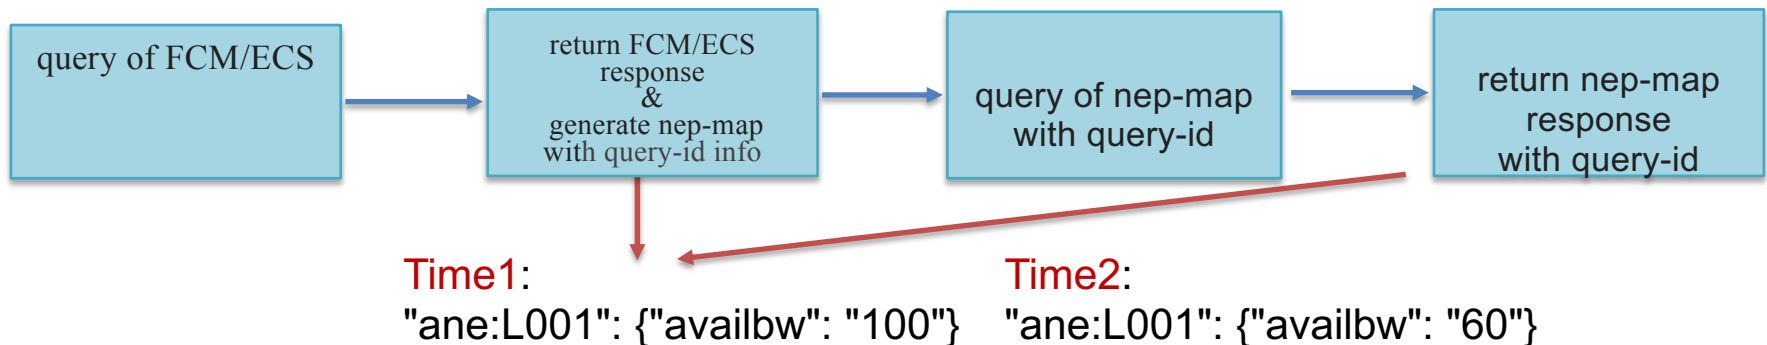 query of FCM/ECS
return FCM/ECS
response
&
generate nep-map
with query-id info
query of nep-map
with query-id
return nep-map
response
with query-id
Time1:
"ane:L001": {"availbw": "100"}
Time2:
"ane:L001": {"availbw": "60"}